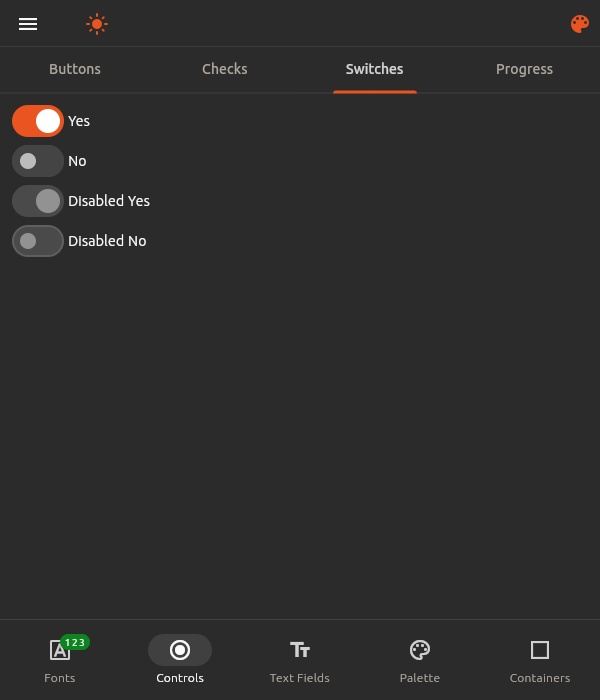 Buttons Checks Switches Progress
Yes
No
Disabled Yes
Disabled No
123
Fonts Controls Text Fields Palette Containers